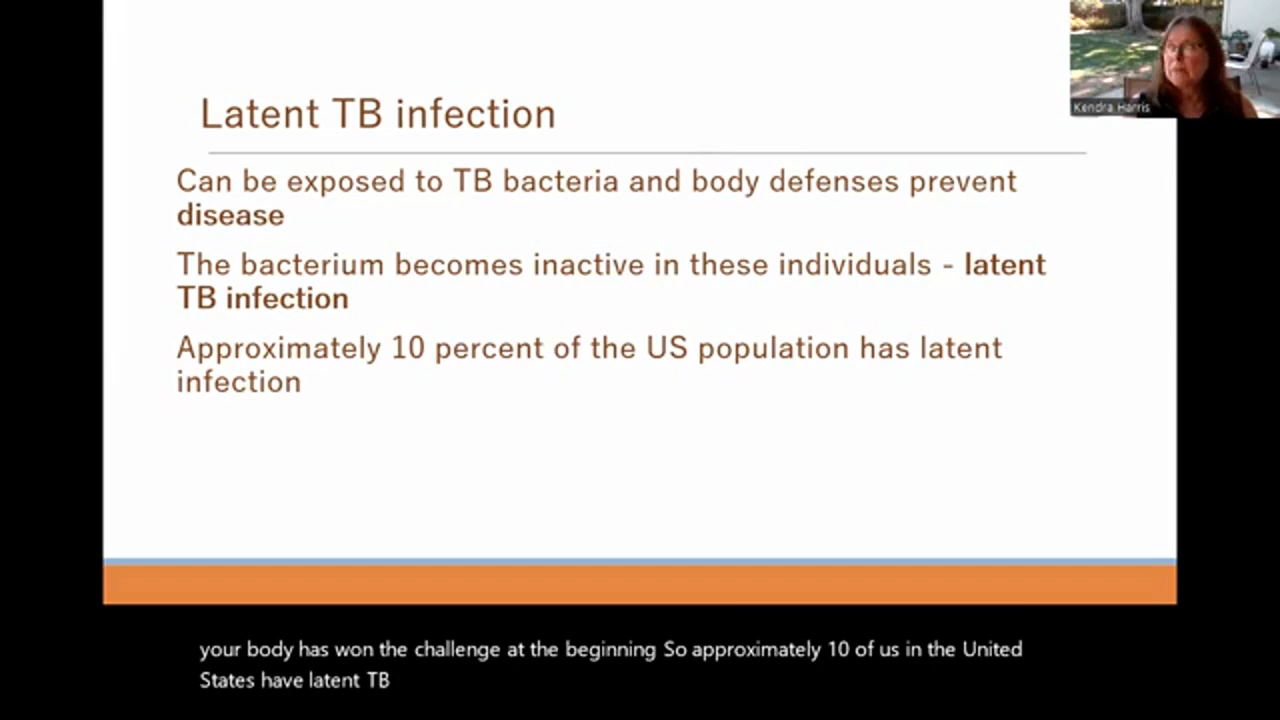 Latent TB infection
Kendra Harris
Can be exposed to TB bacteria and body defenses prevent
disease
The bacterium becomes inactive in these individuals - latent
TB infection
Approximately 10 percent of the US population has latent
infection
your body has won the challenge at the beginning So approximately 10 of us in the United
States have latent TB